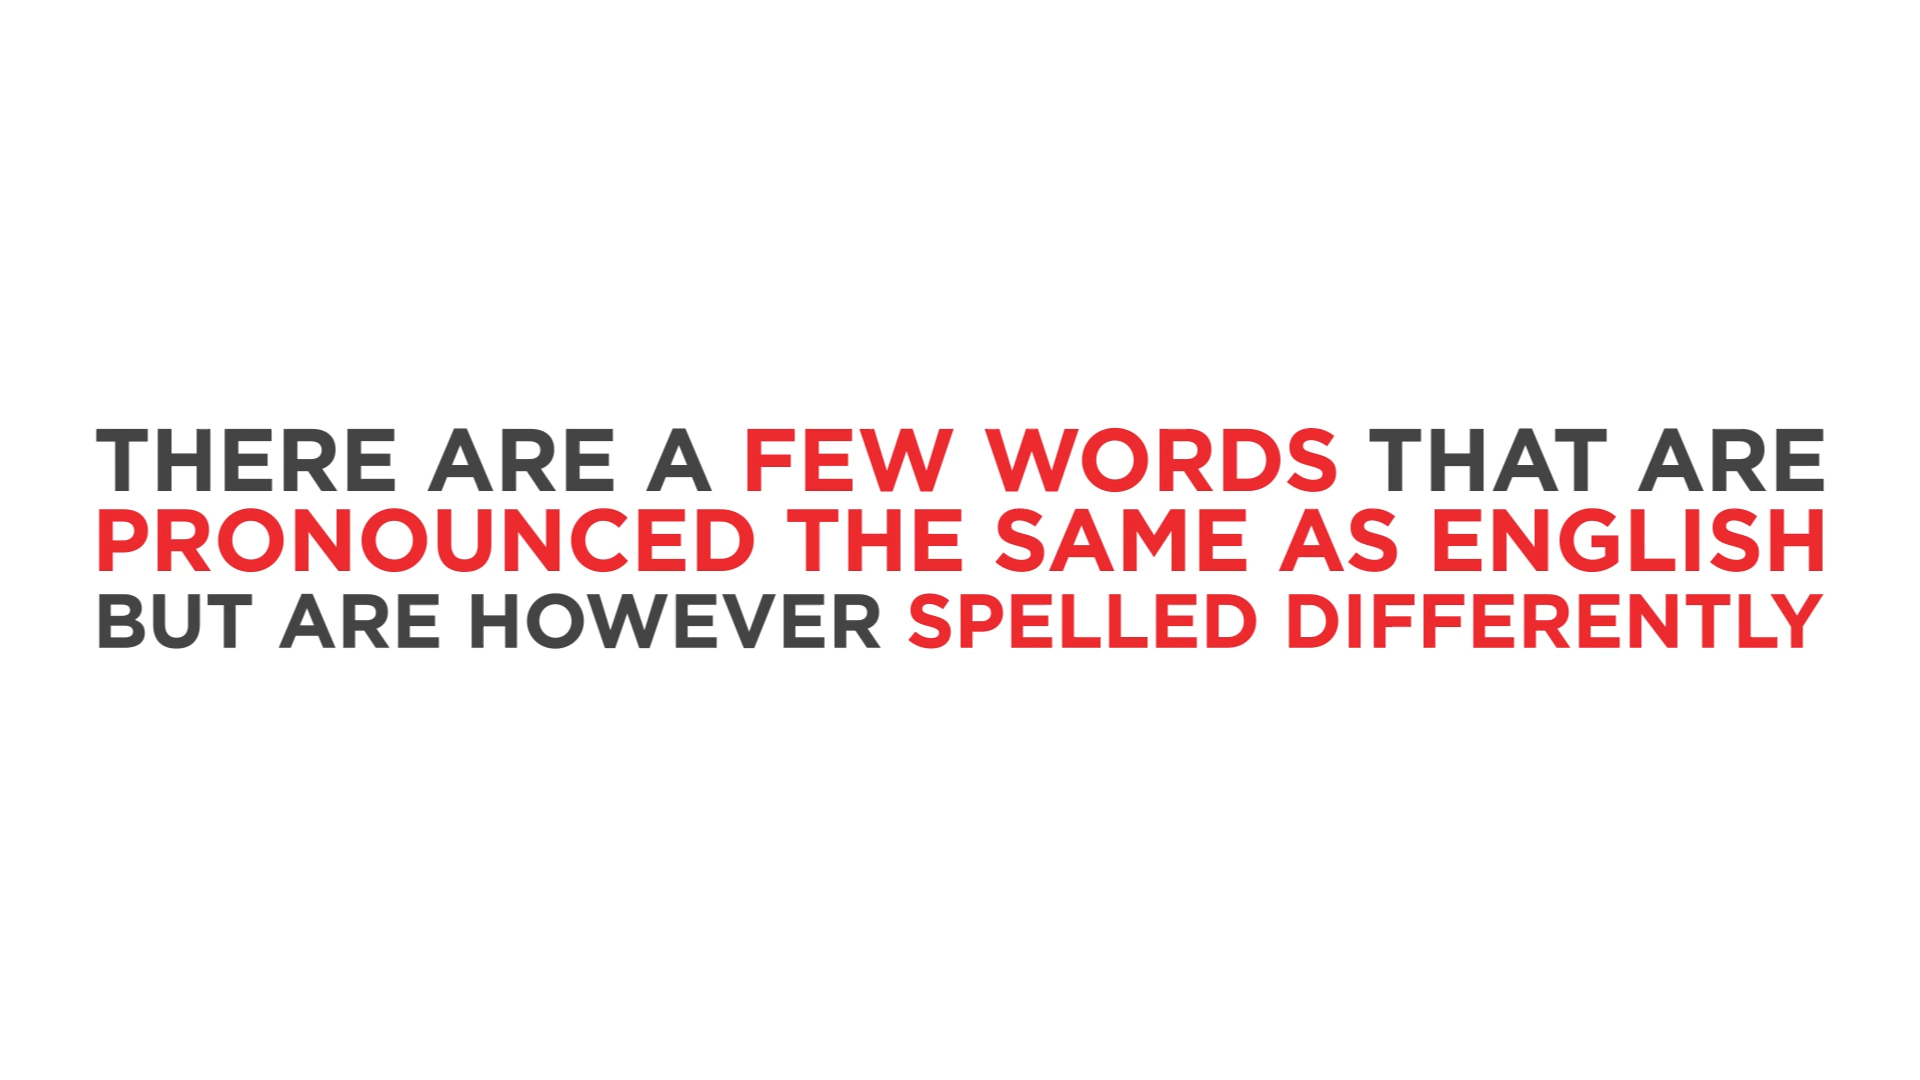 THERE ARE A FEW WORDS THAT ARE
PRONOUNCED THE SAME AS ENGLISH
BUT ARE HOWEVER SPELLED DIFFERENTLY